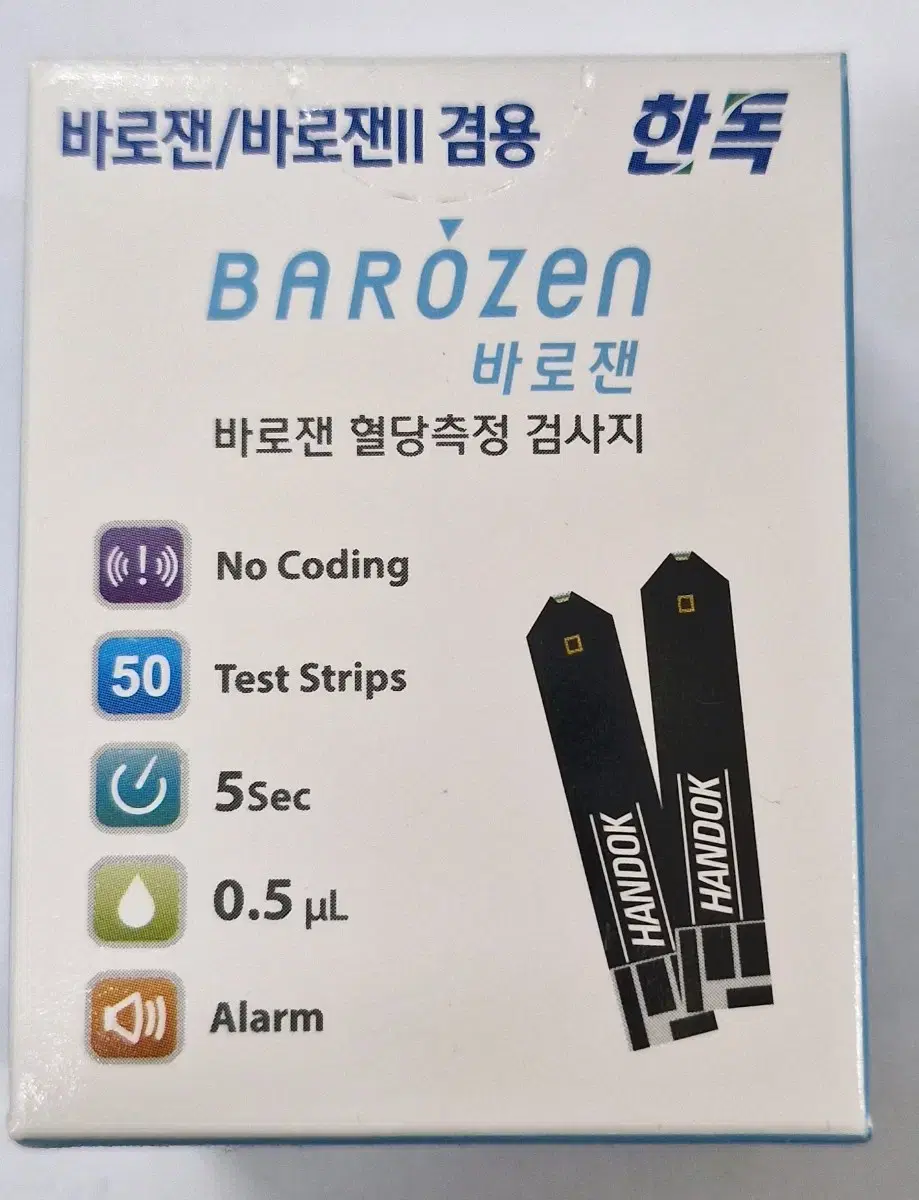 바로잰/바로잰II 겸용
한독
BAROZEN
바로잰
바로잰 혈당측정 검사지
No Coding
50 Test Strips
5Sec
0.5 µL
Alarm
HANDOK
HANDOK